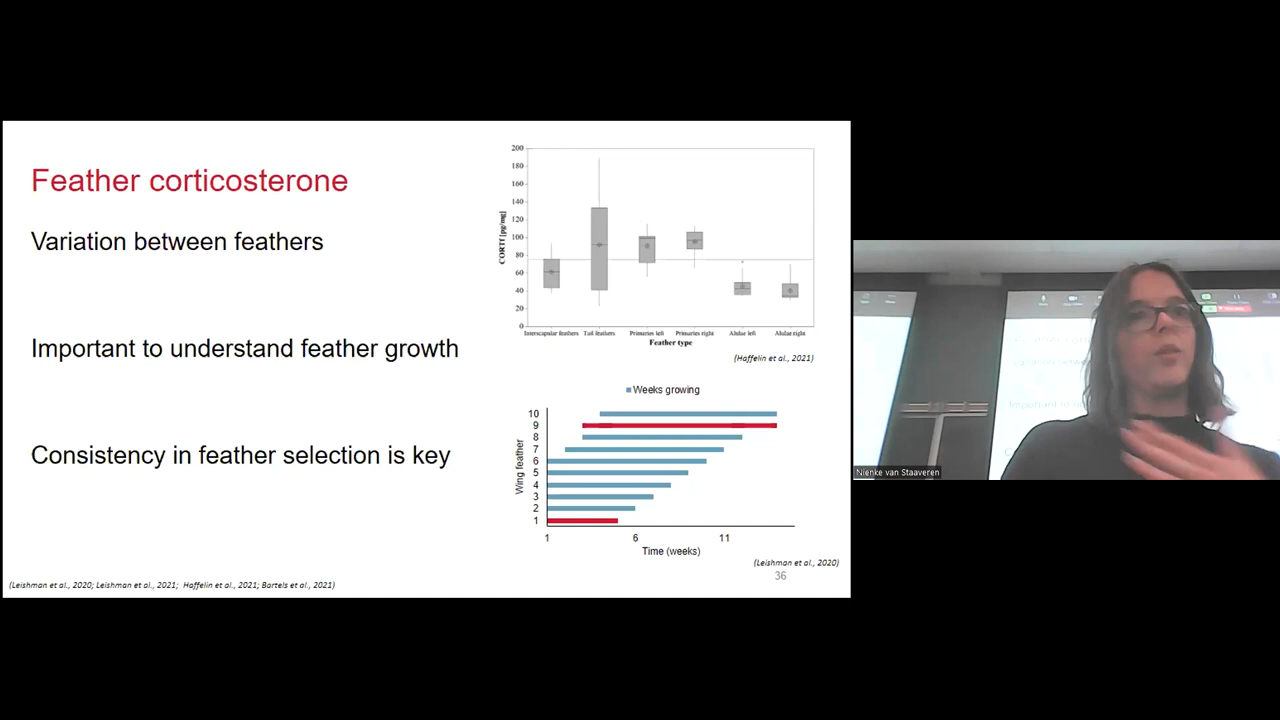 Feather corticosterone
Variation between feathers
Important to understand feather growth
Consistency in feather selection is key
(Leishman et al., 2020; Leishman et al., 2021; Haffelin et al., 2021; Bartels et al., 2021)
200
180
160
140
120
100
80
60
40
20
0
CORTf [pg/mg]
Interscapular feathers Tail feathers Primaries left Primaries right Alulae left Alulae right
Feather type
(Haffelin et al., 2021)
Weeks growing
10
9
8
7
6
5
4
3
2
1
Wing feather
1 6 11
Time (weeks)
(Leishman et al., 2020)
36
Nienke van Staaveren